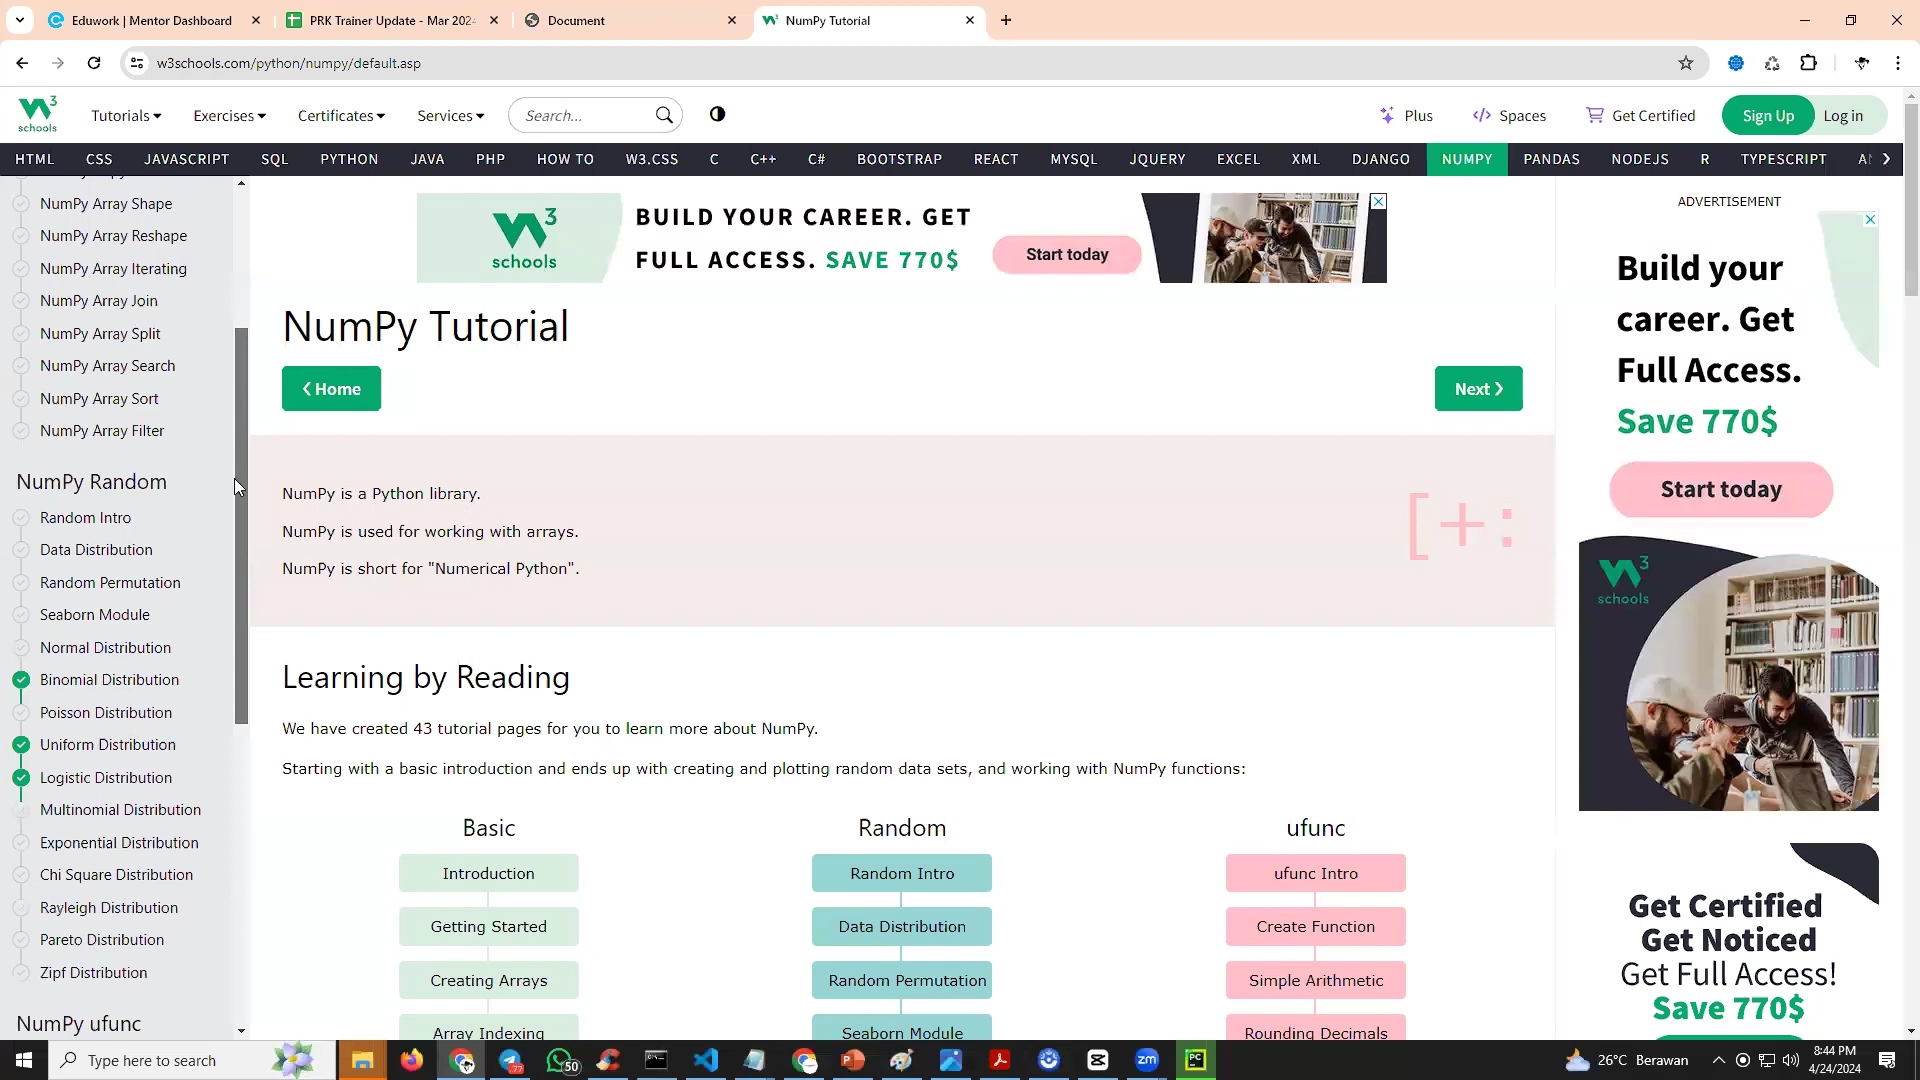 Eduwork | Mentor Dashboard
PRK Trainer Update - Mar 2024
Document
NumPy Tutorial
w3schools.com/python/numpy/default.asp
3
schools
Tutorials
Exercises
Certificates
Services
Search...
Plus
Spaces
Get Certified
Sign Up
Log in
HTML
CSS
JAVASCRIPT
SQL
PYTHON
JAVA
PHP
HOW TO
W3.CSS
C
C++
C#
BOOTSTRAP
REACT
MYSQL
JQUERY
EXCEL
XML
DJANGO
NUMPY
PANDAS
NODEJS
R
TYPESCRIPT
NumPy Array Shape
NumPy Array Reshape
NumPy Array Iterating
NumPy Array Join
NumPy Array Split
NumPy Array Search
NumPy Array Sort
NumPy Array Filter
NumPy Random
Random Intro
Data Distribution
Random Permutation
Seaborn Module
Normal Distribution
Binomial Distribution
Poisson Distribution
Uniform Distribution
Logistic Distribution
Multinomial Distribution
Exponential Distribution
Chi Square Distribution
Rayleigh Distribution
Pareto Distribution
Zipf Distribution
NumPy ufunc
3
schools
BUILD YOUR CAREER. GET
FULL ACCESS. SAVE 770$
Start today
NumPy Tutorial
❮ Home
Next ❯
NumPy is a Python library.
NumPy is used for working with arrays.
NumPy is short for "Numerical Python".
[+:
Learning by Reading
We have created 43 tutorial pages for you to learn more about NumPy.
Starting with a basic introduction and ends up with creating and plotting random data sets, and working with NumPy functions:
Basic
Introduction
Getting Started
Creating Arrays
Array Indexing
Random
Random Intro
Data Distribution
Random Permutation
Seaborn Module
ufunc
ufunc Intro
Create Function
Simple Arithmetic
Rounding Decimals
ADVERTISEMENT
Build your
career. Get
Full Access.
Save 770$
Start today
3
schools
Get Certified
Get Noticed
Get Full Access!
Save 770$
Type here to search
77
50
zm
PC
26°C Berawan
8:44 PM
4/24/2024